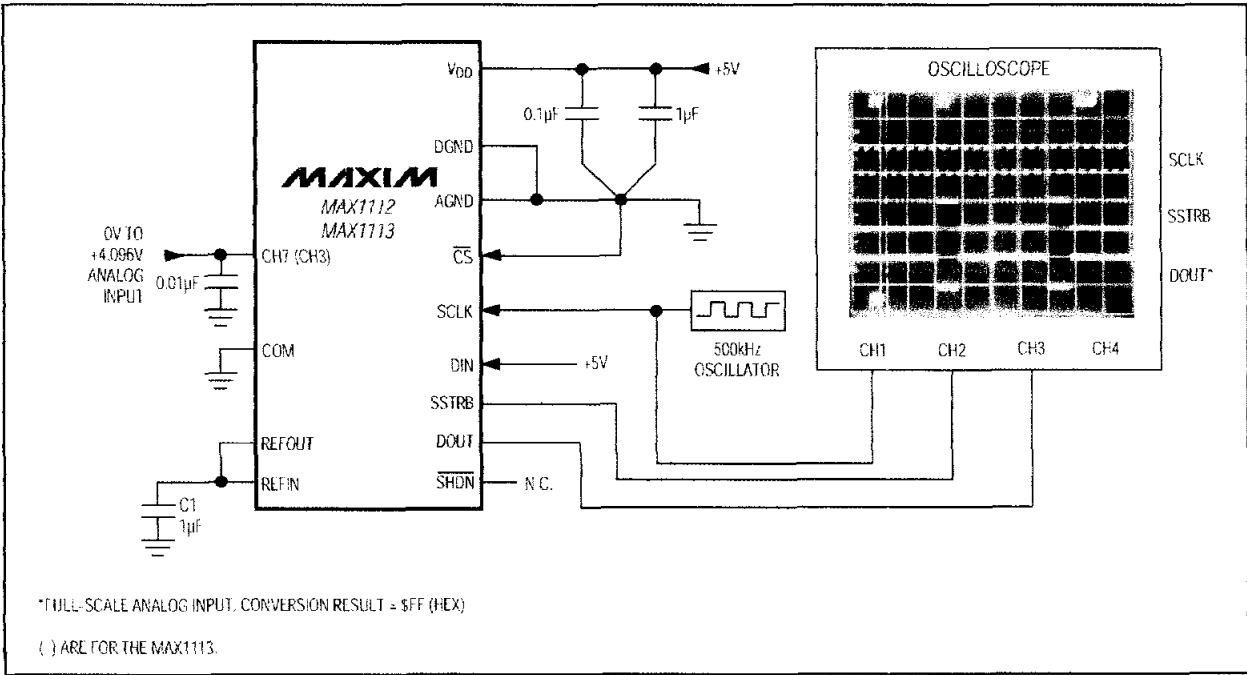 VDD
+5V
0.1µF
1µF
DGND
MAXIM
MAX1112
MAX1113
AGND
0V TO
+4.096V
ANALOG
INPUT
0.01µF
CH7 (CH3)
CS
SCLK
500kHz
OSCILLATOR
COM
DIN
+5V
SSTRB
REFOUT
DOUT
REFIN
SHDN
N.C.
C1
1µF
OSCILLOSCOPE
SCLK
SSTRB
DOUT*
CH1
CH2
CH3
CH4
*FULL-SCALE ANALOG INPUT, CONVERSION RESULT = $FF (HEX)
( ) ARE FOR THE MAX1113.